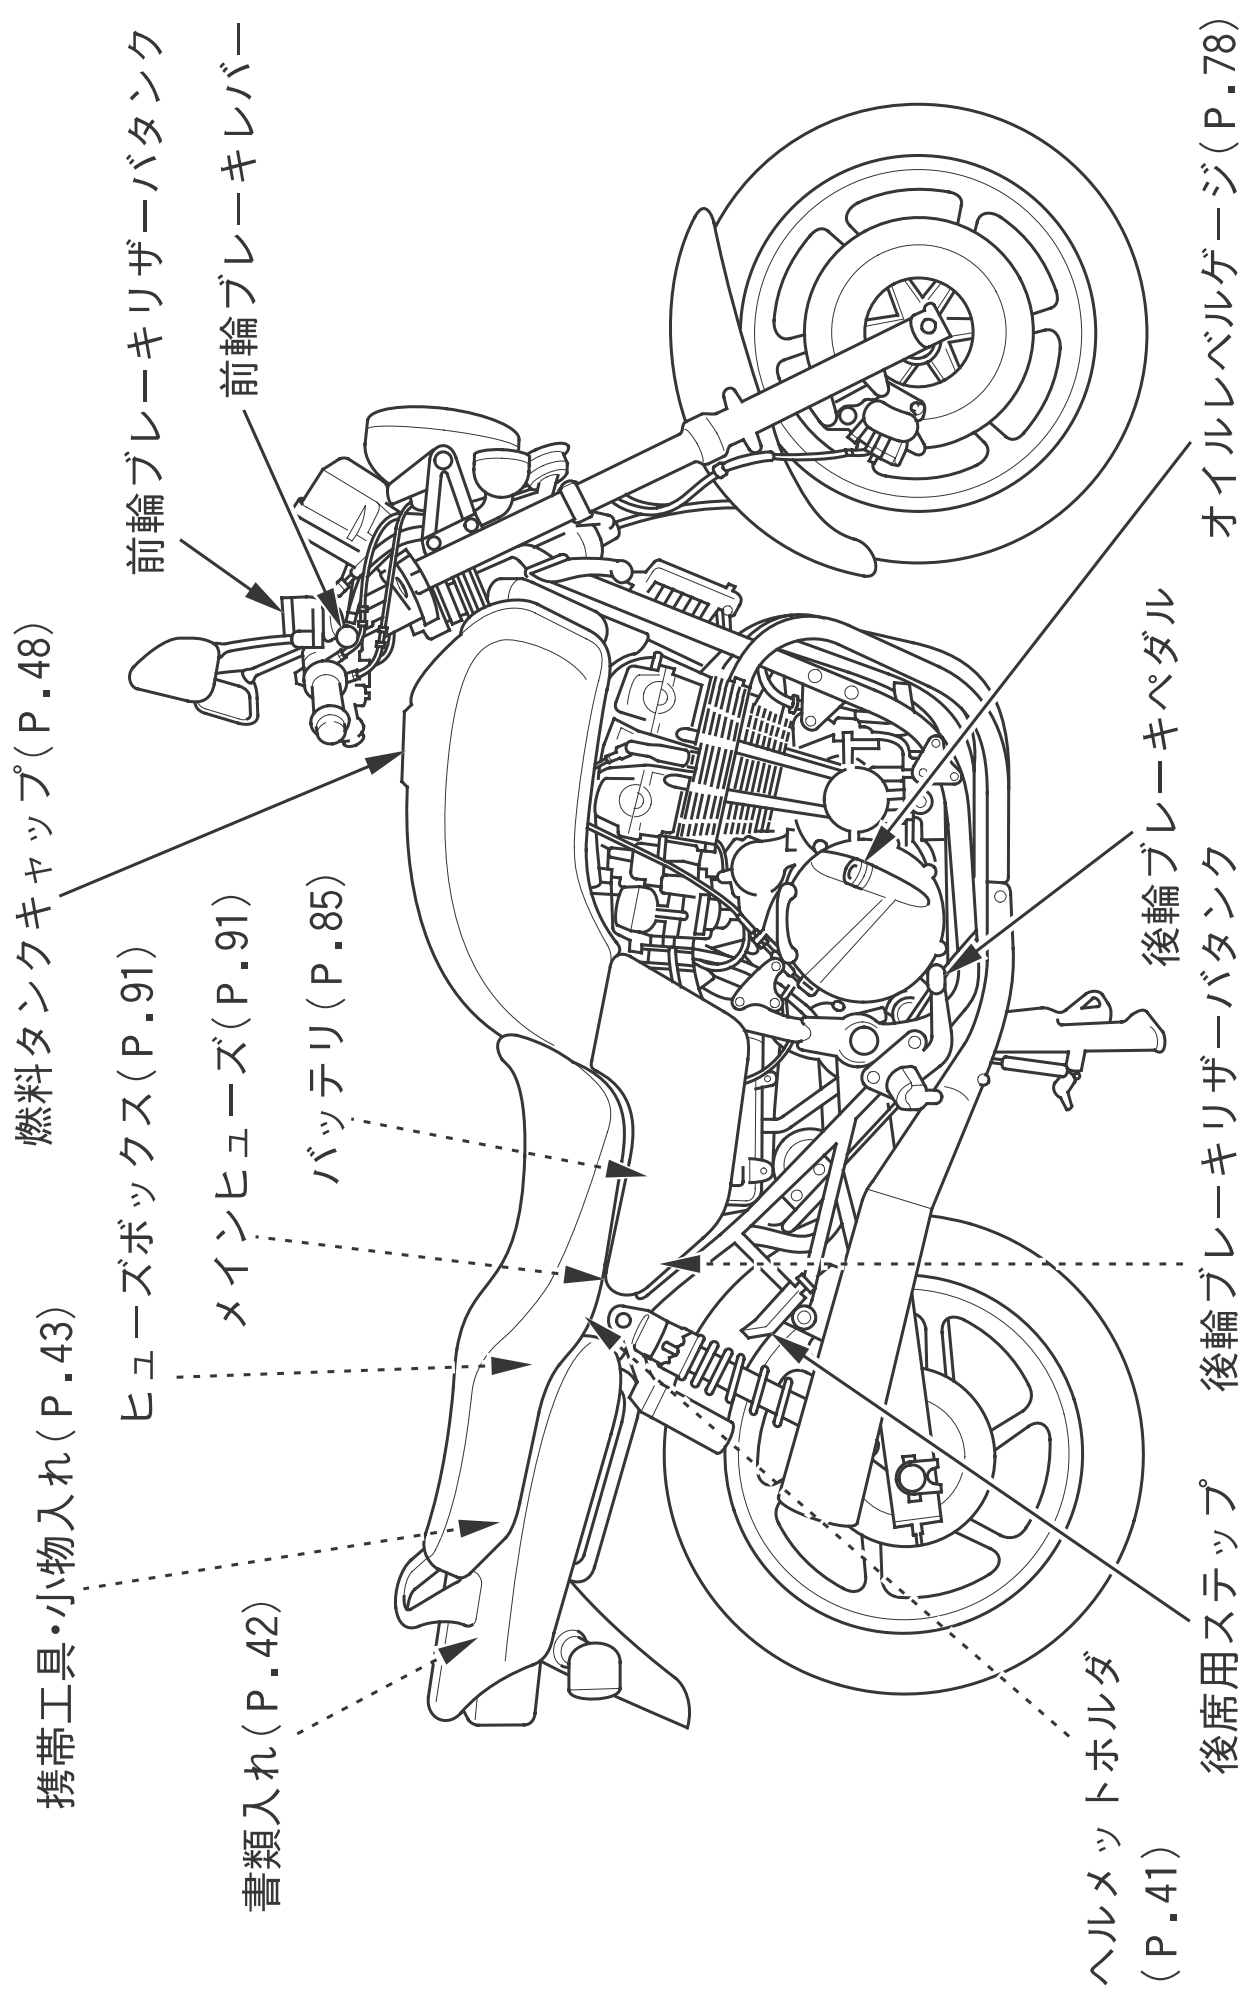 携帯工具・小物入れ(P.43)
燃料タンクキャップ(P.48)
ヒューズボックス(P.91)
前輪ブレーキリザーバタンク
メインヒューズ(P.91)
前輪ブレーキレバー
書類入れ(P.42)
バッテリ(P.85)
ヘルメットホルダ
(P.41)
後輪ブレーキペダル
後席用ステップ
後輪ブレーキリザーバタンク
オイルレベルゲージ(P.78)